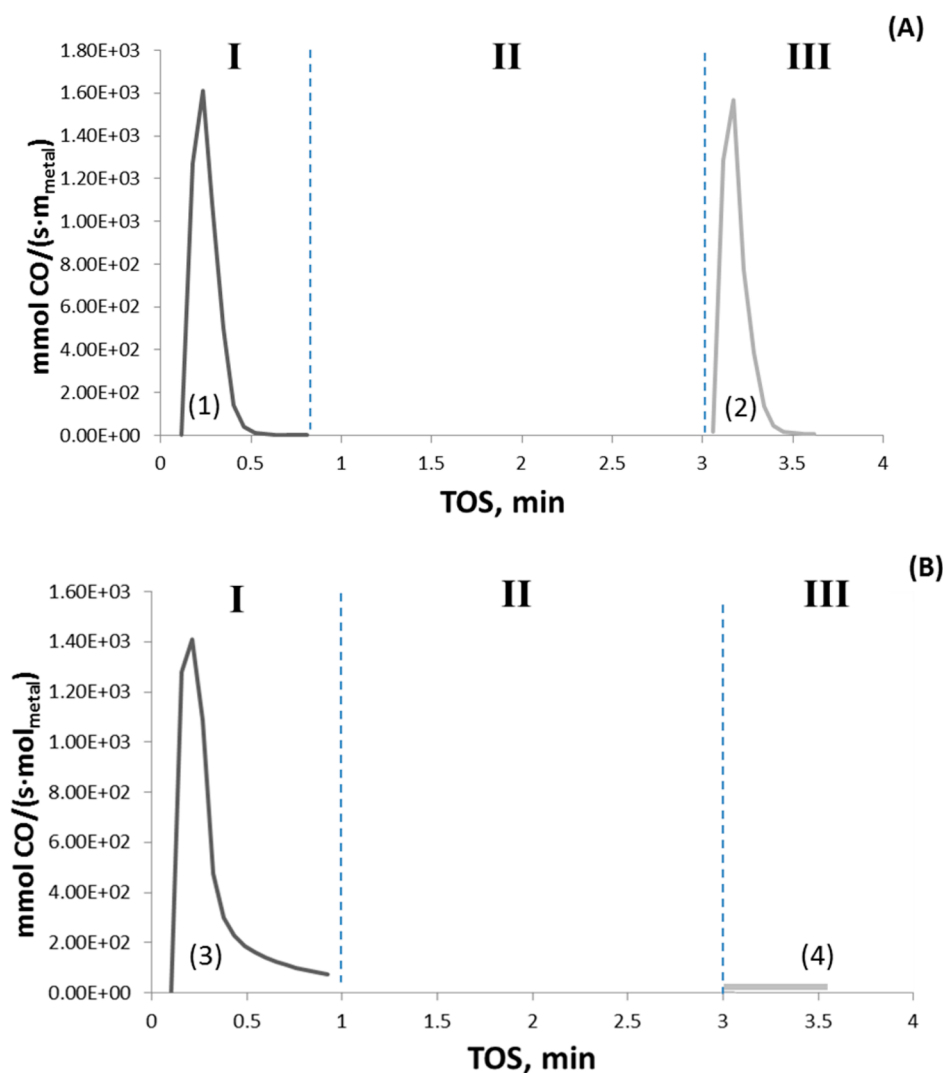 (A)
I II III
1.80E+03
1.60E+03
1.40E+03
1.20E+03
1.00E+03
8.00E+02
6.00E+02
4.00E+02
2.00E+02
0.00E+00
mmol CO/(s·m_metal)
(1) (2)
0 0.5 1 1.5 2 2.5 3 3.5 4
TOS, min
(B)
I II III
1.60E+03
1.40E+03
1.20E+03
1.00E+03
8.00E+02
6.00E+02
4.00E+02
2.00E+02
0.00E+00
mmol CO/(s·mol_metal)
(3) (4)
0 0.5 1 1.5 2 2.5 3 3.5 4
TOS, min